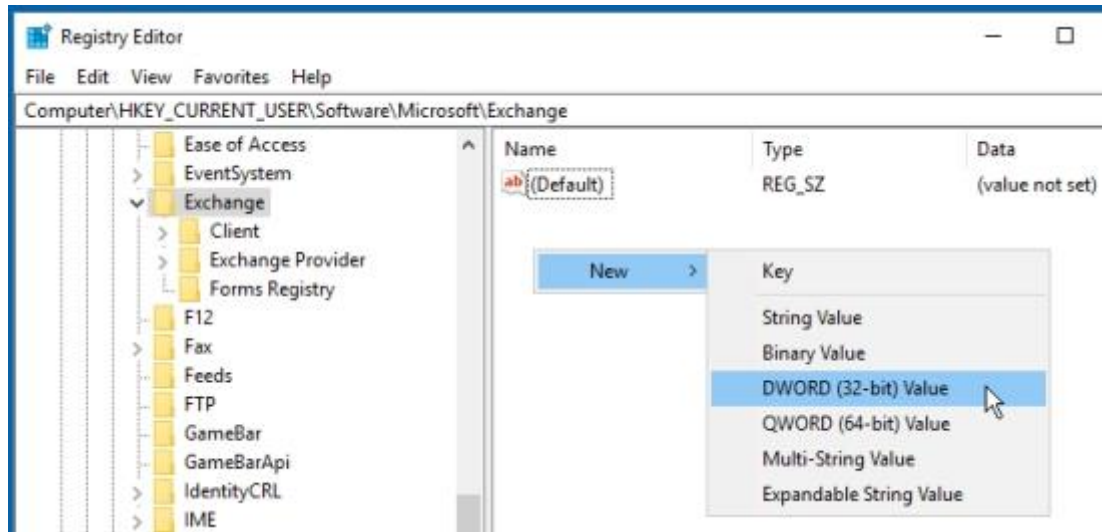 Registry Editor
File Edit View Favorites Help
Computer\HKEY_CURRENT_USER\Software\Microsoft\Exchange
Ease of Access
EventSystem
Exchange
Client
Exchange Provider
Forms Registry
F12
Fax
Feeds
FTP
GameBar
GameBarApi
IdentityCRL
IME
Name Type Data
ab (Default) REG_SZ (value not set)
New > Key
String Value
Binary Value
DWORD (32-bit) Value
QWORD (64-bit) Value
Multi-String Value
Expandable String Value